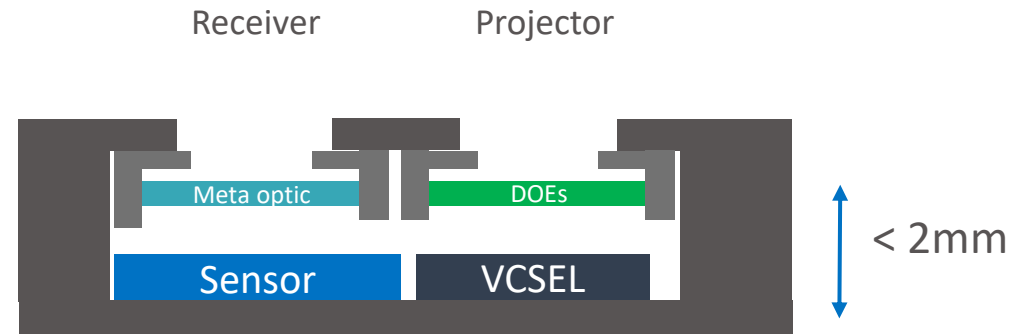 Receiver
Projector
Meta optic
DOEs
< 2mm
Sensor
VCSEL